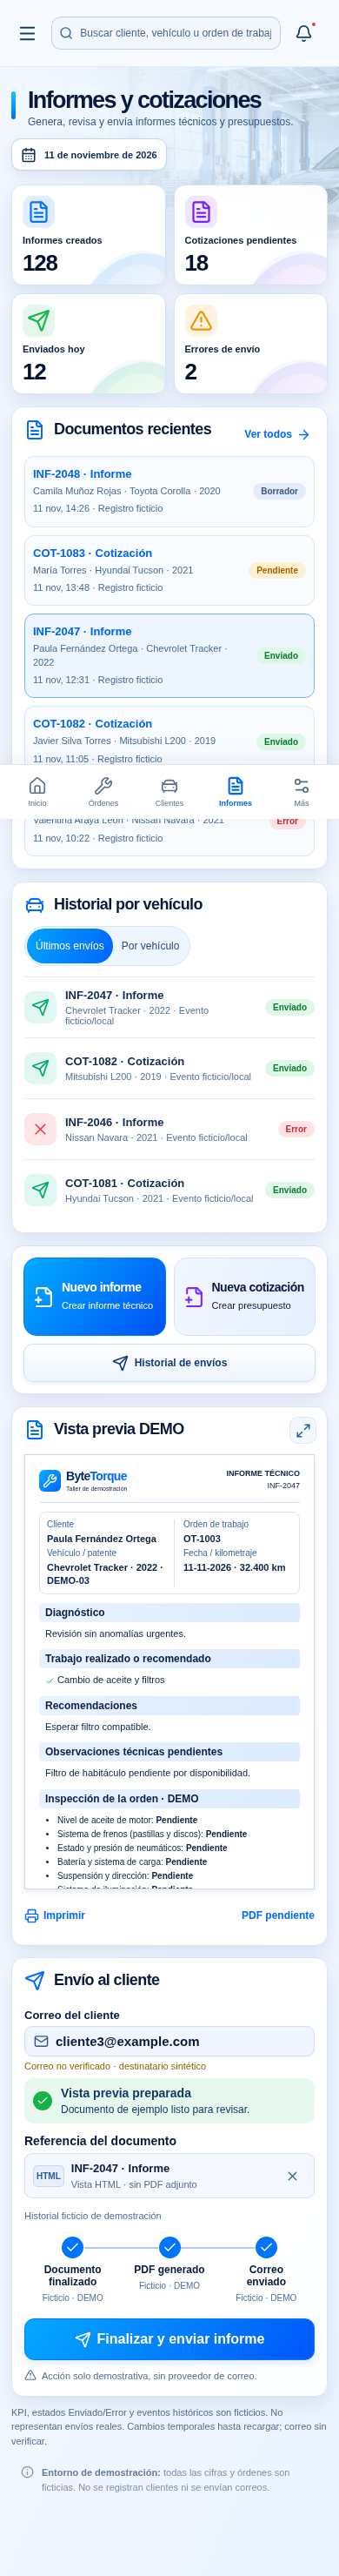 Buscar cliente, vehículo u orden de trabaj
Informes y cotizaciones
Genera, revisa y envía informes técnicos y presupuestos.
11 de noviembre de 2026
Informes creados
128
Cotizaciones pendientes
18
Enviados hoy
12
Errores de envío
2
Documentos recientes
Ver todos
INF-2048 · Informe
Camila Muñoz Rojas · Toyota Corolla · 2020
11 nov, 14:26 · Registro ficticio
Borrador
COT-1083 · Cotización
María Torres · Hyundai Tucson · 2021
11 nov, 13:48 · Registro ficticio
Pendiente
INF-2047 · Informe
Paula Fernández Ortega · Chevrolet Tracker ·
2022
11 nov, 12:31 · Registro ficticio
Enviado
COT-1082 · Cotización
Javier Silva Torres · Mitsubishi L200 · 2019
11 nov, 11:05 · Registro ficticio
Enviado
Inicio
Órdenes
Clientes
Informes
Más
Valentina Araya León · Nissan Navara · 2021
11 nov, 10:22 · Registro ficticio
Error
Historial por vehículo
Últimos envíos
Por vehículo
INF-2047 · Informe
Chevrolet Tracker · 2022 · Evento
ficticio/local
Enviado
COT-1082 · Cotización
Mitsubishi L200 · 2019 · Evento ficticio/local
Enviado
INF-2046 · Informe
Nissan Navara · 2021 · Evento ficticio/local
Error
COT-1081 · Cotización
Hyundai Tucson · 2021 · Evento ficticio/local
Enviado
Nuevo informe
Crear informe técnico
Nueva cotización
Crear presupuesto
Historial de envíos
Vista previa DEMO
ByteTorque
Taller de demostración
INFORME TÉCNICO
INF-2047
Cliente
Paula Fernández Ortega
Vehículo / patente
Chevrolet Tracker · 2022 ·
DEMO-03
Orden de trabajo
OT-1003
Fecha / kilometraje
11-11-2026 · 32.400 km
Diagnóstico
Revisión sin anomalías urgentes.
Trabajo realizado o recomendado
Cambio de aceite y filtros
Recomendaciones
Esperar filtro compatible.
Observaciones técnicas pendientes
Filtro de habitáculo pendiente por disponibilidad.
Inspección de la orden · DEMO
Nivel de aceite de motor: Pendiente
Sistema de frenos (pastillas y discos): Pendiente
Estado y presión de neumáticos: Pendiente
Batería y sistema de carga: Pendiente
Suspensión y dirección: Pendiente
Sistema de iluminación: Pendiente
Imprimir
PDF pendiente
Envío al cliente
Correo del cliente
cliente3@example.com
Correo no verificado · destinatario sintético
Vista previa preparada
Documento de ejemplo listo para revisar.
Referencia del documento
HTML
INF-2047 · Informe
Vista HTML · sin PDF adjunto
Historial ficticio de demostración
Documento
finalizado
Ficticio · DEMO
PDF generado
Ficticio · DEMO
Correo
enviado
Ficticio · DEMO
Finalizar y enviar informe
Acción solo demostrativa, sin proveedor de correo.
KPI, estados Enviado/Error y eventos históricos son ficticios. No
representan envíos reales. Cambios temporales hasta recargar; correo sin
verificar.
Entorno de demostración: todas las cifras y órdenes son
ficticias. No se registran clientes ni se envían correos.